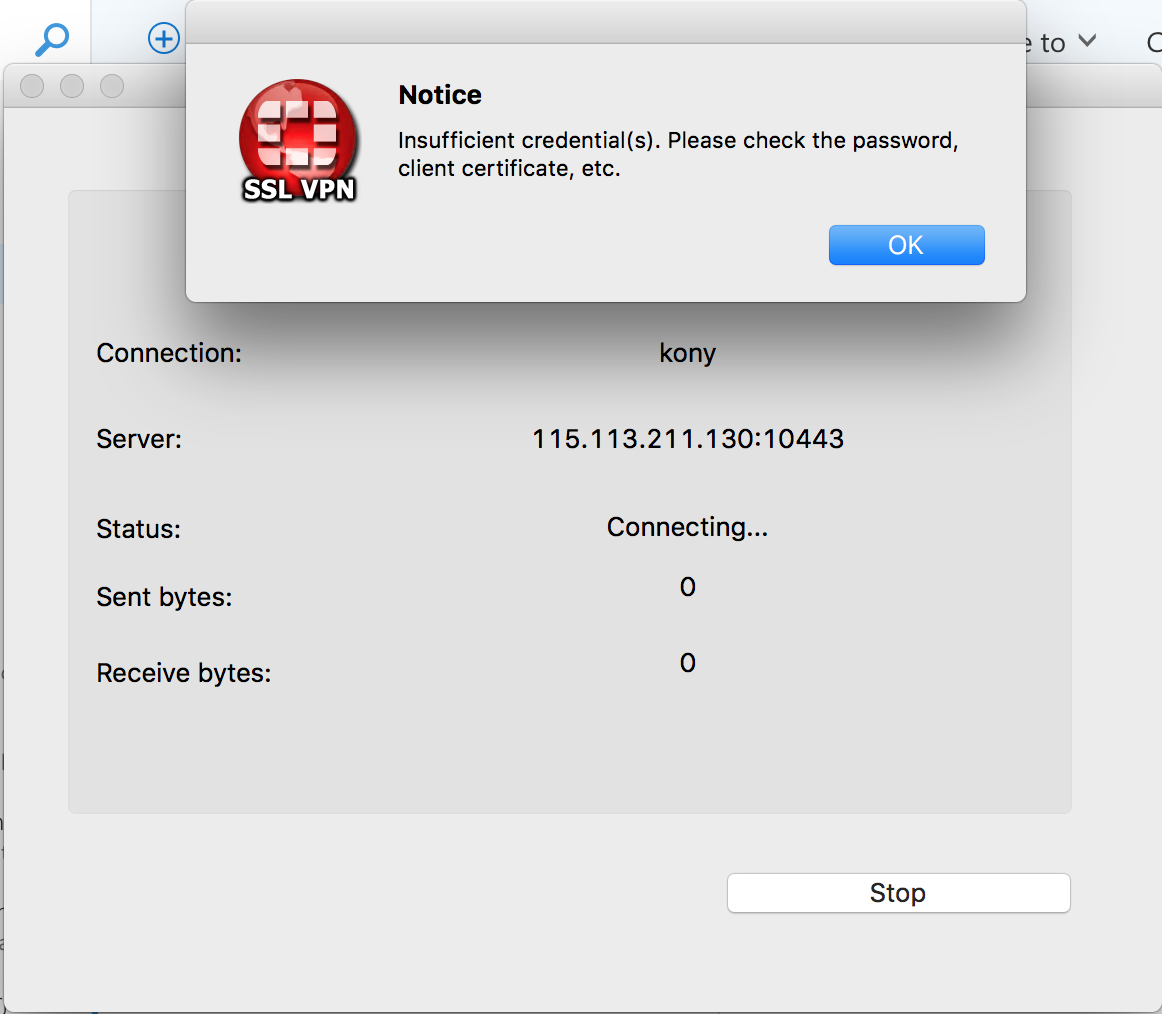 e to
Notice
Insufficient credential(s). Please check the password,
client certificate, etc.
SSL VPN
OK
Connection: kony
Server: 115.113.211.130:10443
Status: Connecting...
Sent bytes: 0
Receive bytes: 0
Stop